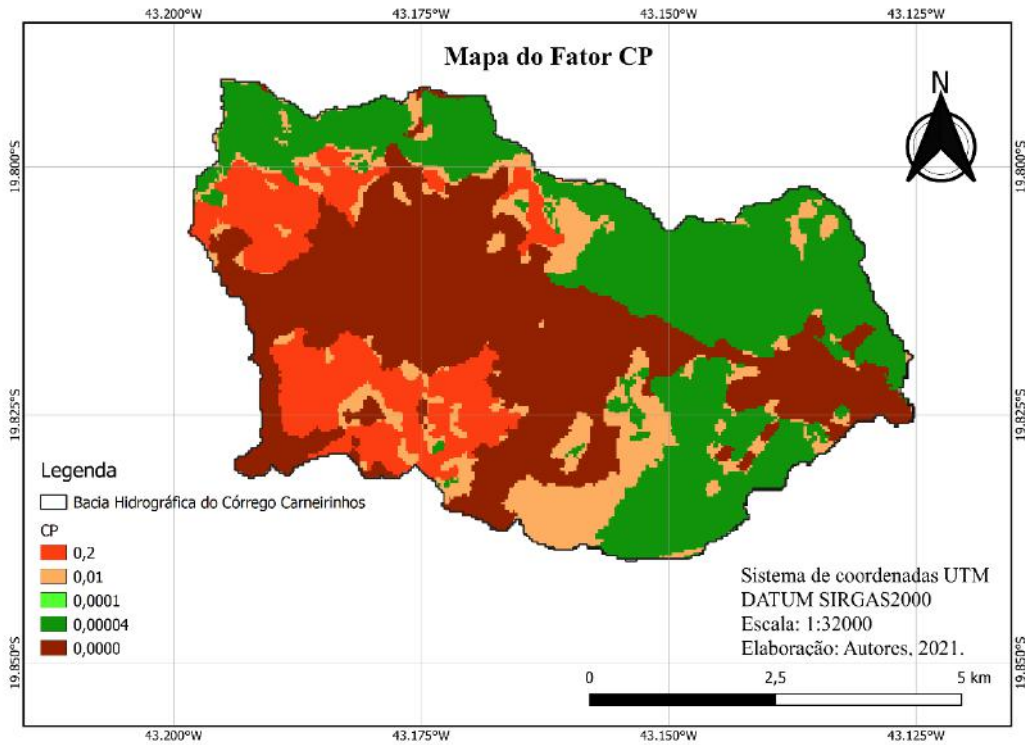 43.200°W 43.175°W 43.150°W 43.125°W
Mapa do Fator CP
N
19.800°S 19.800°S
19.825°S 19.825°S
Legenda
Bacia Hidrográfica do Córrego Carneirinhos
CP
0,2
0,01
0,0001
0,00004
0,0000
Sistema de coordenadas UTM
DATUM SIRGAS2000
Escala: 1:32000
Elaboração: Autores, 2021.
19.850°S 19.850°S
0 2,5 5 km
43.200°W 43.175°W 43.150°W 43.125°W